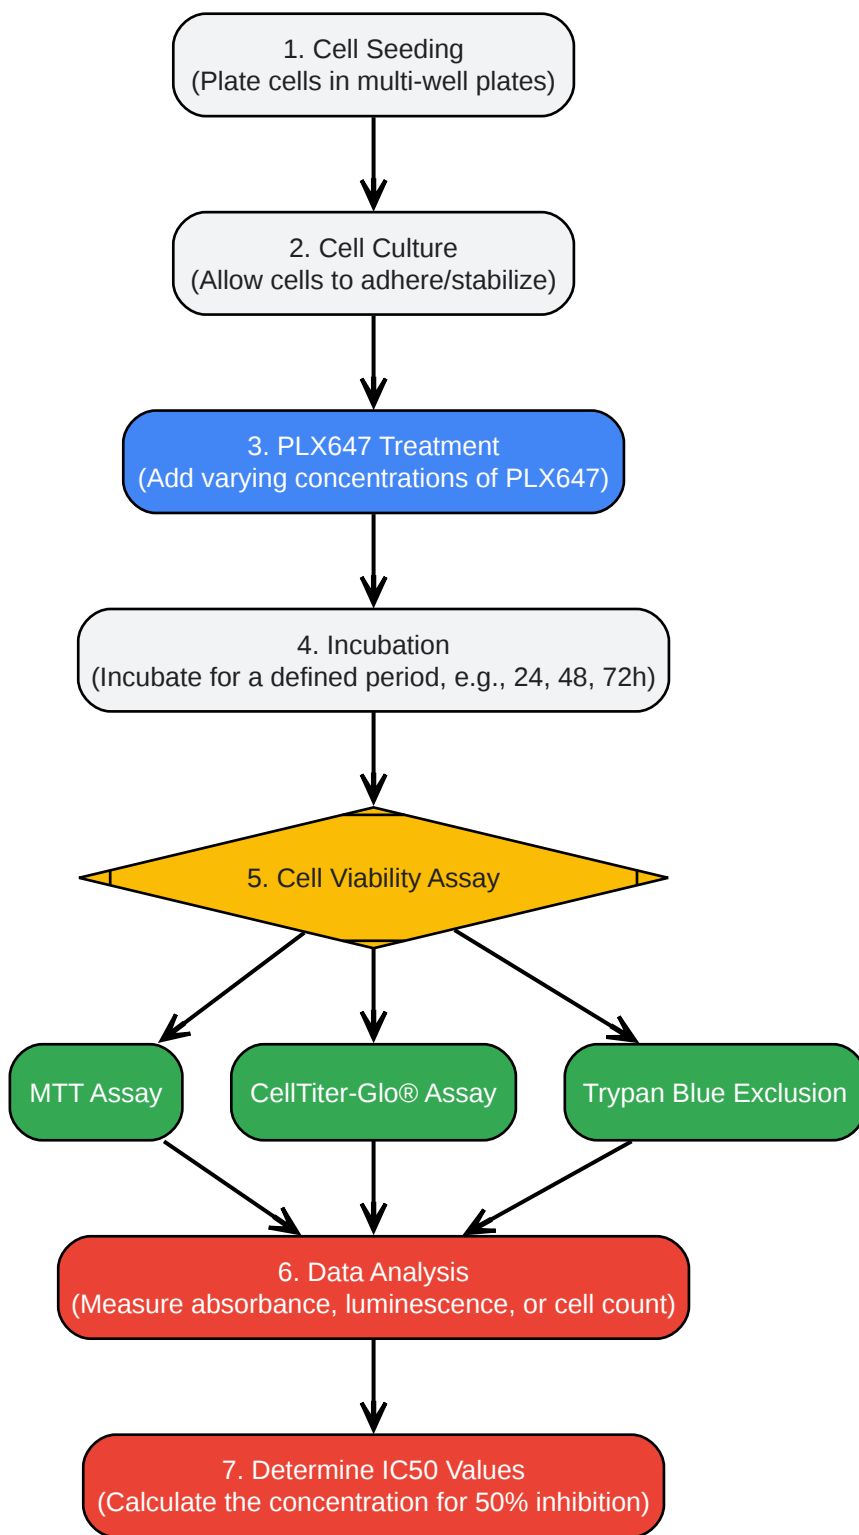 1. Cell Seeding
(Plate cells in multi-well plates)
2. Cell Culture
(Allow cells to adhere/stabilize)
3. PLX647 Treatment
(Add varying concentrations of PLX647)
4. Incubation
(Incubate for a defined period, e.g., 24, 48, 72h)
5. Cell Viability Assay
MTT Assay
CellTiter-Glo® Assay
Trypan Blue Exclusion
6. Data Analysis
(Measure absorbance, luminescence, or cell count)
7. Determine IC50 Values
(Calculate the concentration for 50% inhibition)